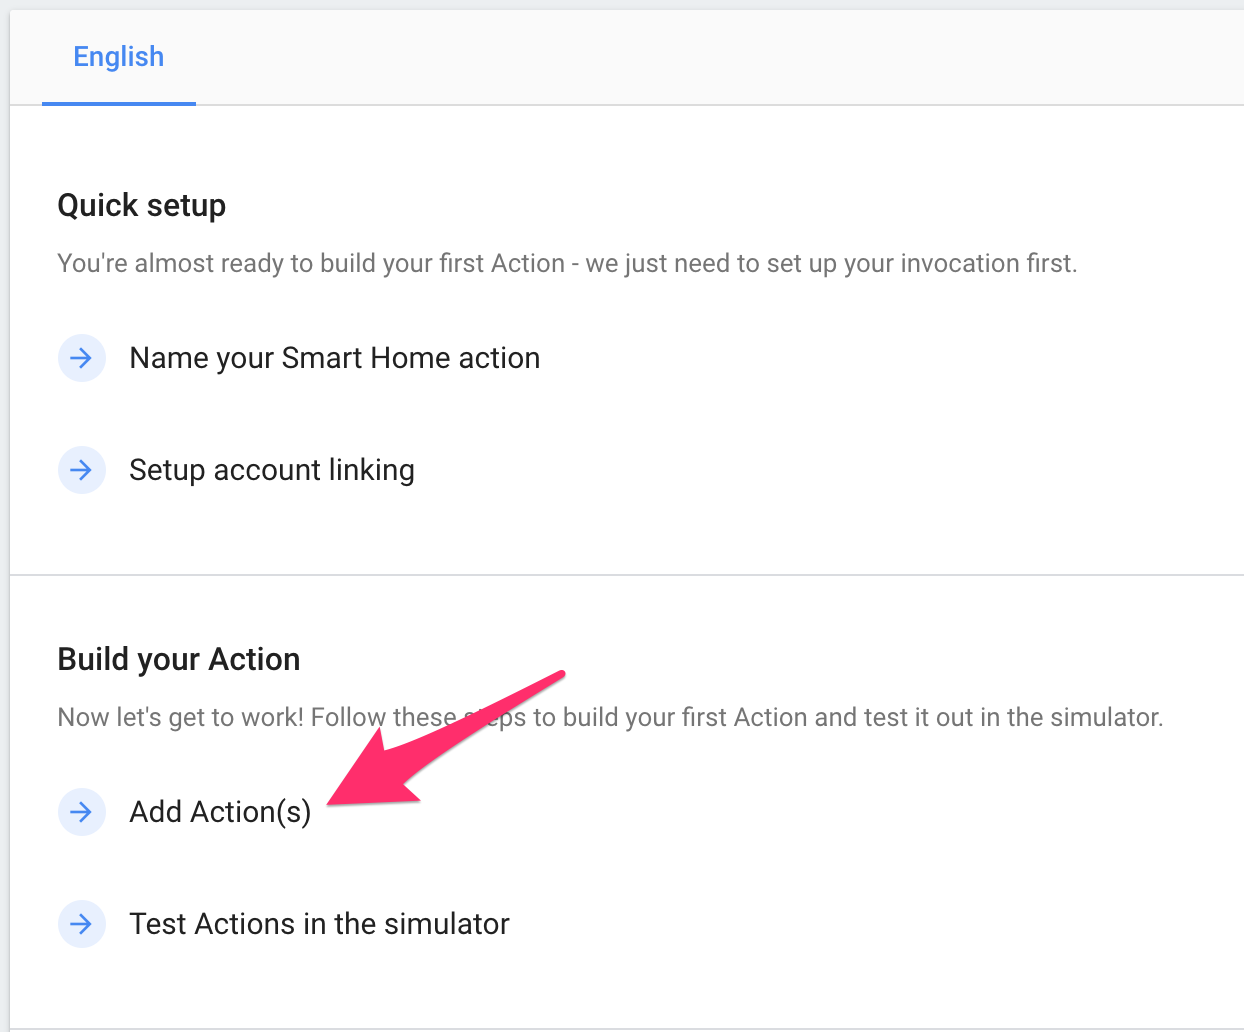 English
Quick setup
You're almost ready to build your first Action - we just need to set up your invocation first.
Name your Smart Home action
Setup account linking
Build your Action
Now let's get to work! Follow these steps to build your first Action and test it out in the simulator.
Add Action(s)
Test Actions in the simulator